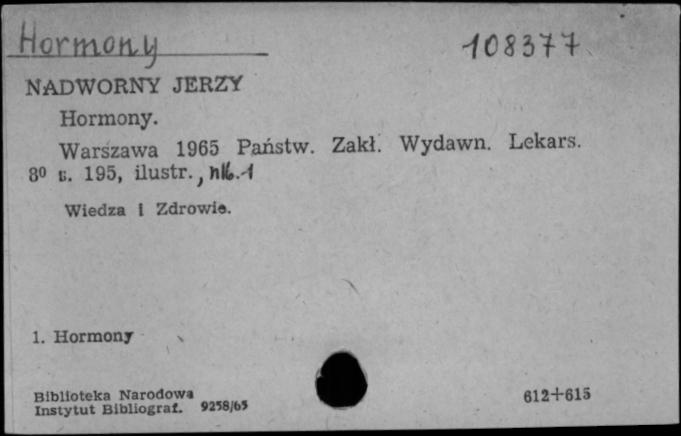 Hormony 108377
NADWORNY JERZY
Hormony.
Warszawa 1965 Państw. Zakł. Wydawn. Lekars.
8⁰ s. 195, ilustr., nlb. 1
Wiedza i Zdrowie.
1. Hormony
Biblioteka Narodowa
Instytut Bibliograf. 9258/65
612+615